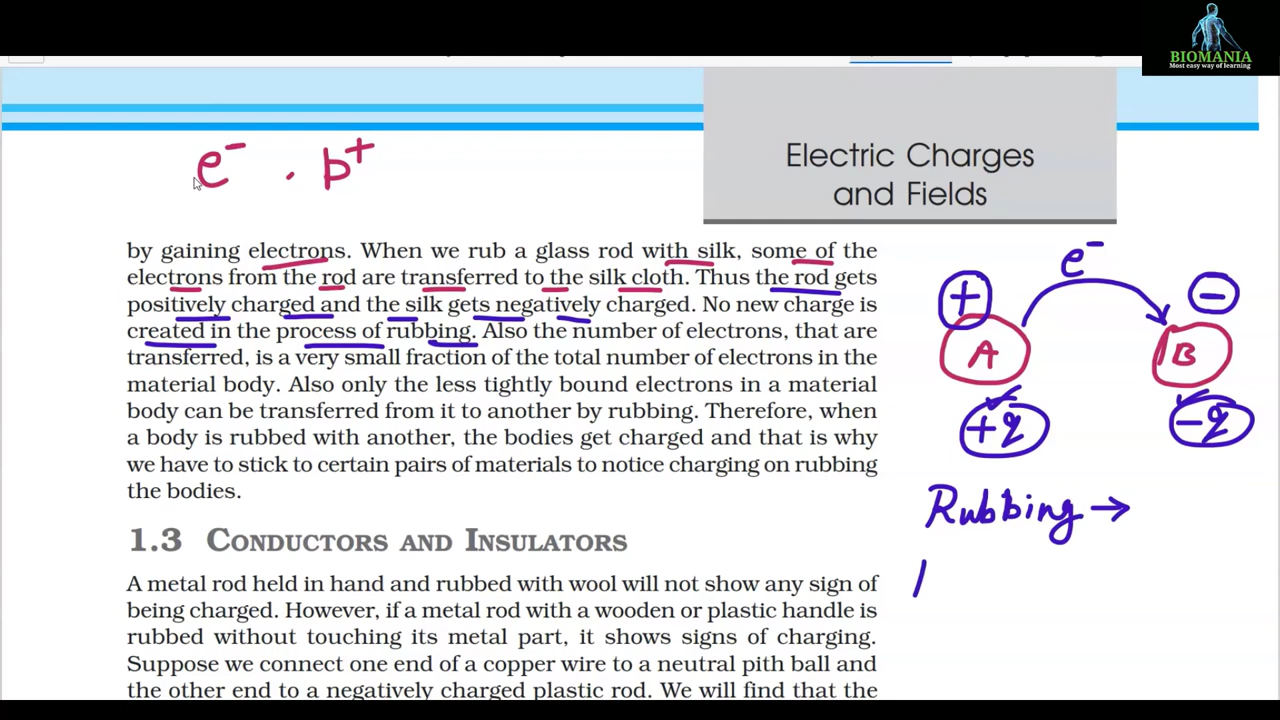 BIOMANIA
Most easy way of learning
e⁻ . p⁺
Electric Charges
and Fields
by gaining electrons. When we rub a glass rod with silk, some of the
electrons from the rod are transferred to the silk cloth. Thus the rod gets
positively charged and the silk gets negatively charged. No new charge is
created in the process of rubbing. Also the number of electrons, that are
transferred, is a very small fraction of the total number of electrons in the
material body. Also only the less tightly bound electrons in a material
body can be transferred from it to another by rubbing. Therefore, when
a body is rubbed with another, the bodies get charged and that is why
we have to stick to certain pairs of materials to notice charging on rubbing
the bodies.
e⁻
+ −
A B
+q −q
Rubbing →
1.3 CONDUCTORS AND INSULATORS
A metal rod held in hand and rubbed with wool will not show any sign of
being charged. However, if a metal rod with a wooden or plastic handle is
rubbed without touching its metal part, it shows signs of charging.
Suppose we connect one end of a copper wire to a neutral pith ball and
the other end to a negatively charged plastic rod. We will find that the